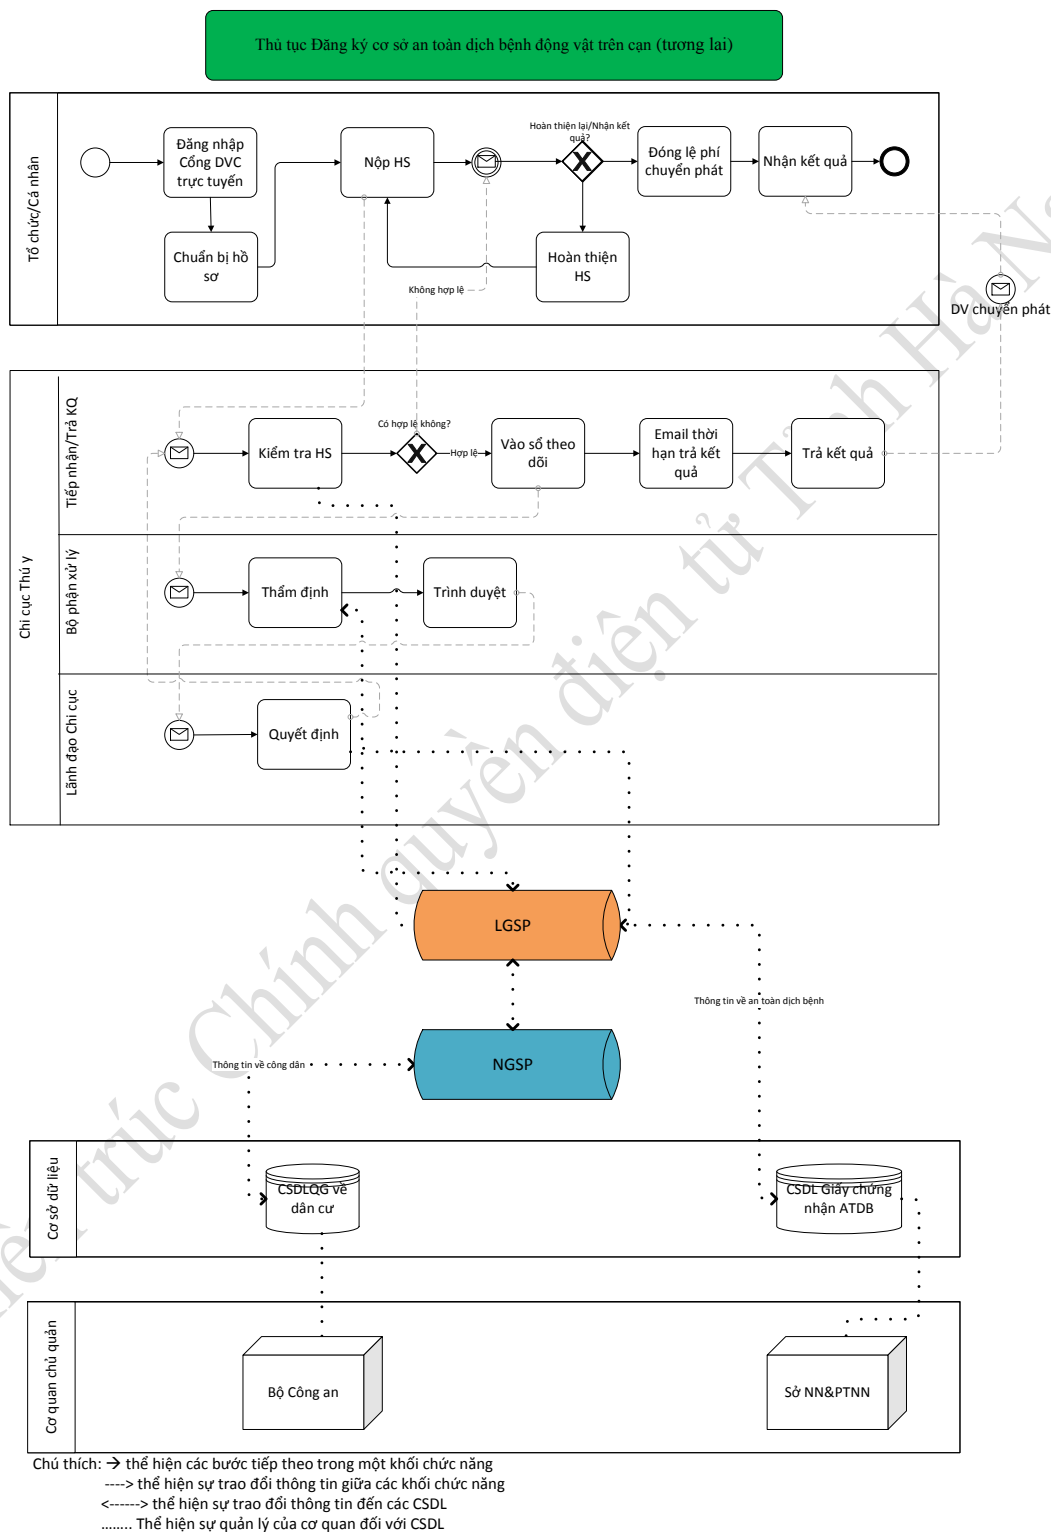 Thủ tục Đăng ký cơ sở an toàn dịch bệnh động vật trên cạn (tương lai)
Tổ chức/Cá nhân
Đăng nhập
Cổng DVC
trực tuyến
Chuẩn bị hồ
sơ
Nộp HS
Hoàn thiện lại/Nhận kết
quả?
Đóng lệ phí
chuyển phát
Nhận kết quả
Hoàn thiện
HS
Không hợp lệ
DV chuyển phát
Chi cục Thú y
Tiếp nhận/Trả KQ
Kiểm tra HS
Có hợp lệ không?
Hợp lệ
Vào sổ theo
dõi
Email thời
hạn trả kết
quả
Trả kết quả
Bộ phận xử lý
Thẩm định
Trình duyệt
Lãnh đạo Chi cục
Quyết định
LGSP
Thông tin về an toàn dịch bệnh
NGSP
Thông tin về công dân
Cơ sở dữ liệu
CSDLQG về
dân cư
CSDL Giấy chứng
nhận ATDB
Cơ quan chủ quản
Bộ Công an
Sở NN&PTNN
Chú thích: → thể hiện các bước tiếp theo trong một khối chức năng
----> thể hiện sự trao đổi thông tin giữa các khối chức năng
<------> thể hiện sự trao đổi thông tin đến các CSDL
........ Thể hiện sự quản lý của cơ quan đối với CSDL
trúc Chính quyền điện tử Tỉnh Hà